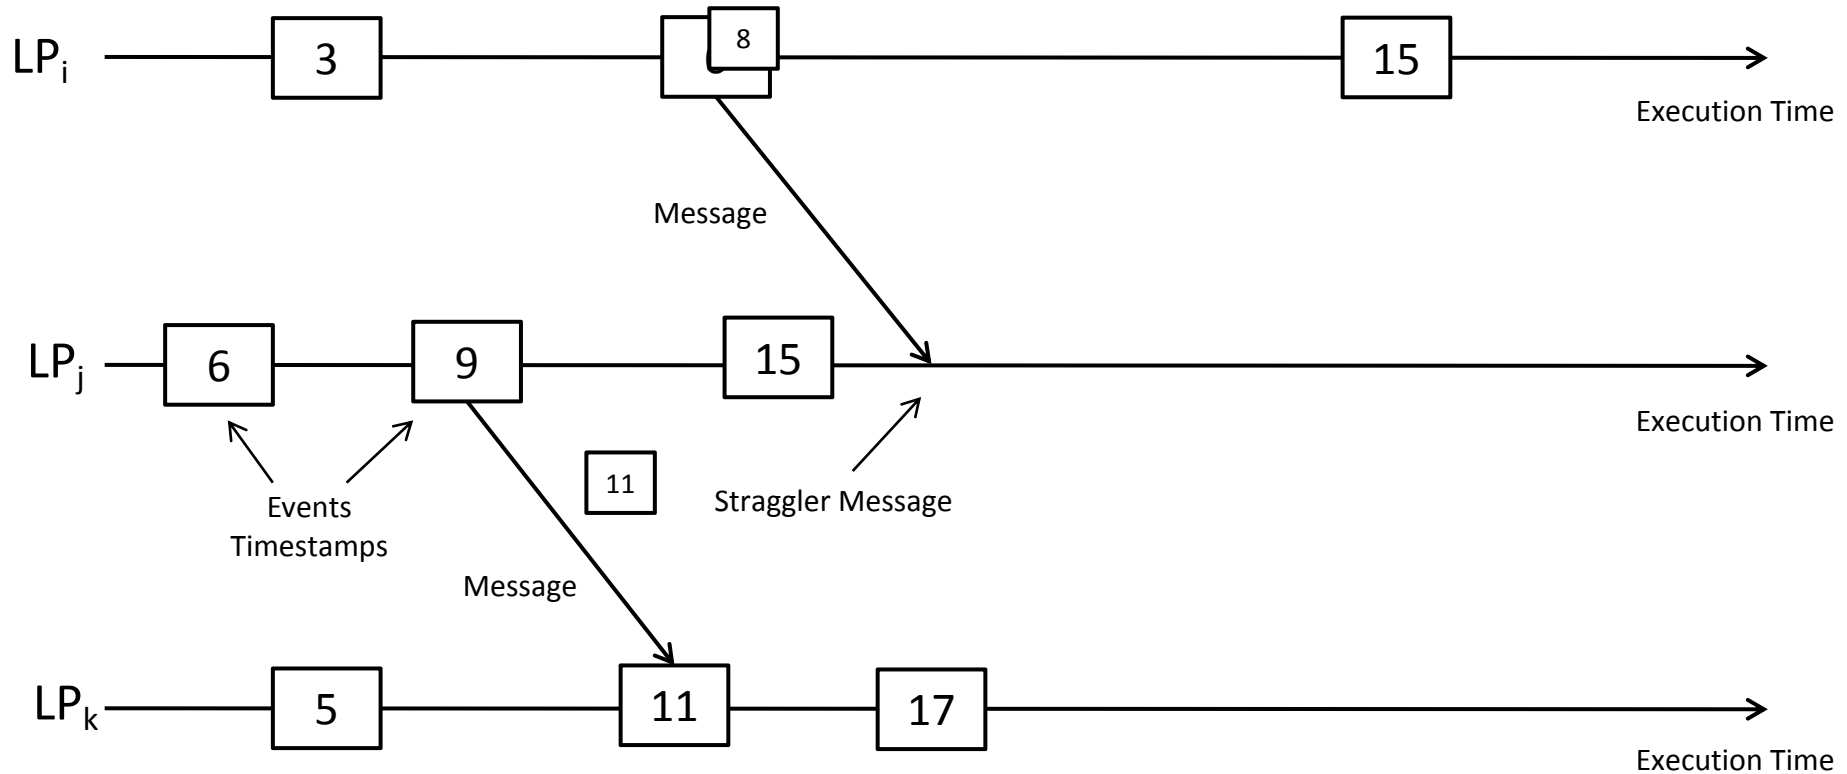 LPi
3
8
15
Execution Time
Message
LPj
6
9
15
Execution Time
11
Straggler Message
Events
Timestamps
Message
LPk
5
11
17
Execution Time